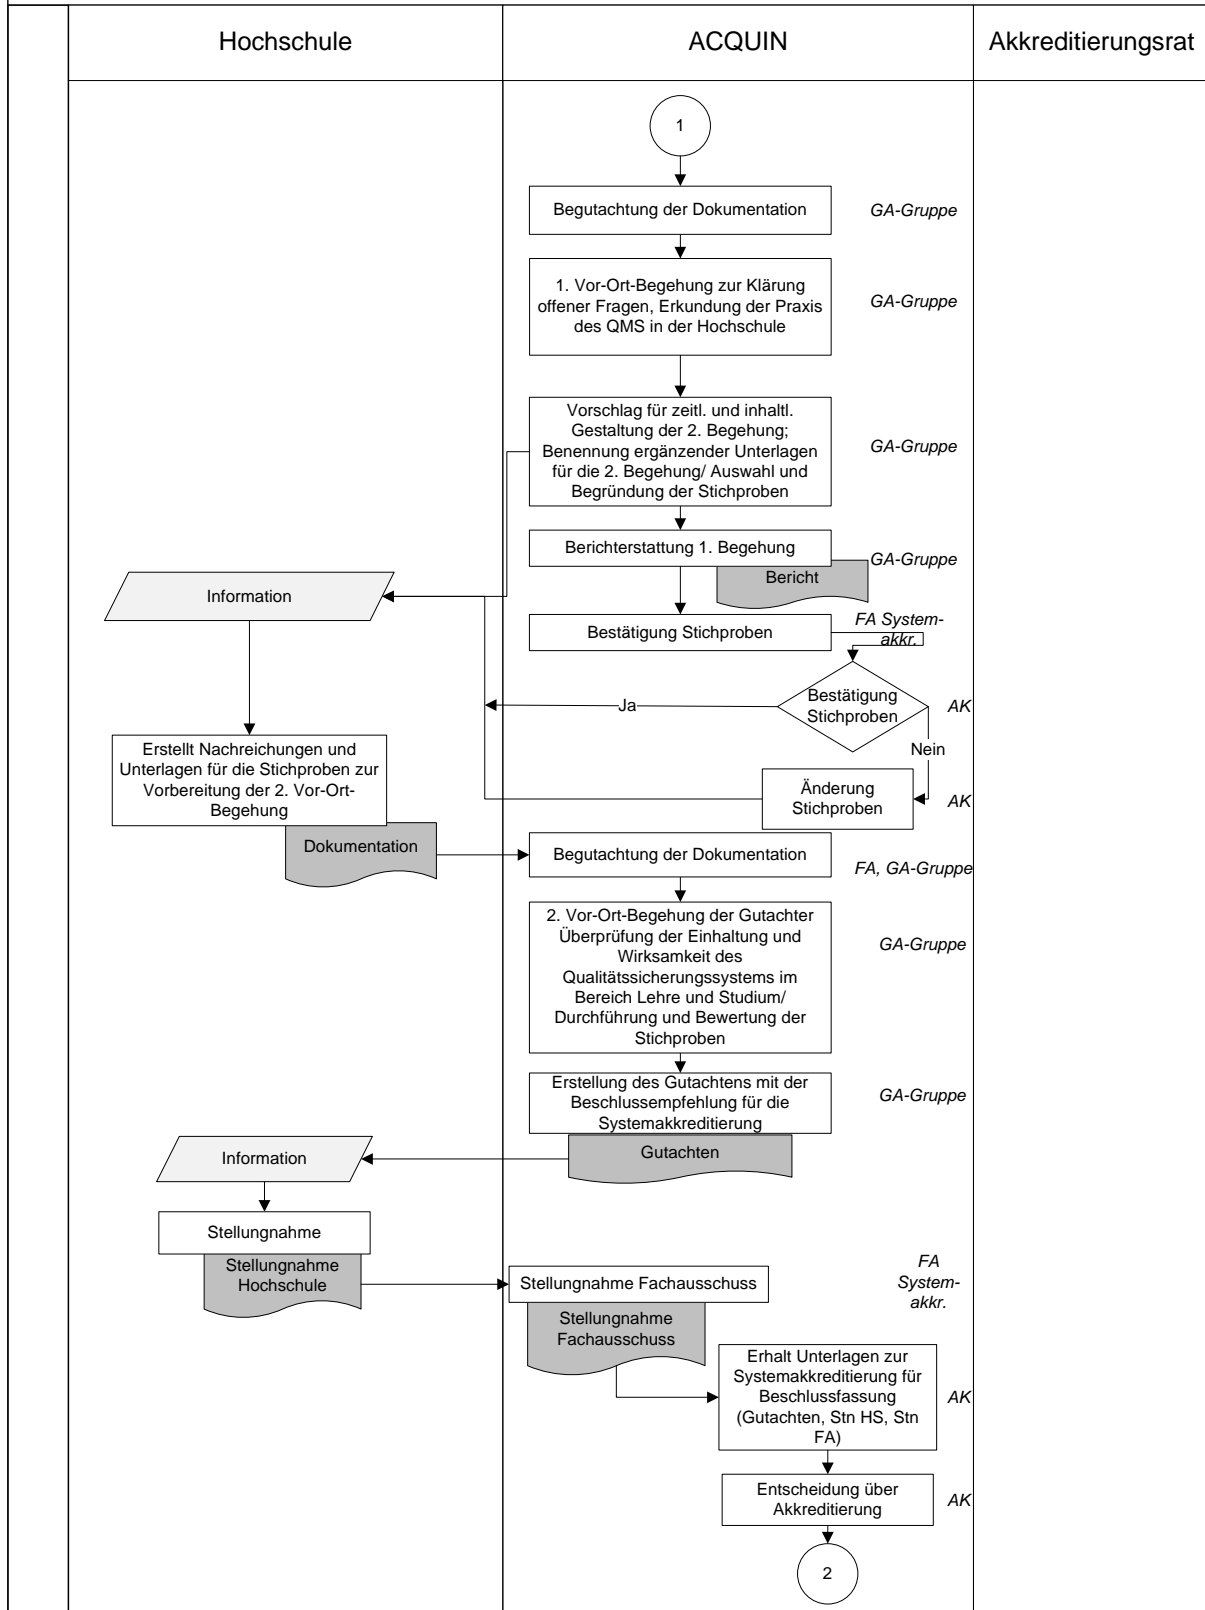 Hochschule
ACQUIN
Akkreditierungsrat
1
Begutachtung der Dokumentation
GA-Gruppe
1. Vor-Ort-Begehung zur Klärung
offener Fragen, Erkundung der Praxis
des QMS in der Hochschule
GA-Gruppe
Vorschlag für zeitl. und inhaltl.
Gestaltung der 2. Begehung;
Benennung ergänzender Unterlagen
für die 2. Begehung/ Auswahl und
Begründung der Stichproben
GA-Gruppe
Berichterstattung 1. Begehung
GA-Gruppe
Bericht
Information
Bestätigung Stichproben
FA System-
akkr.
Bestätigung
Stichproben
AK
Ja
Nein
Erstellt Nachreichungen und
Unterlagen für die Stichproben zur
Vorbereitung der 2. Vor-Ort-
Begehung
Änderung
Stichproben
AK
Dokumentation
Begutachtung der Dokumentation
FA, GA-Gruppe
2. Vor-Ort-Begehung der Gutachter
Überprüfung der Einhaltung und
Wirksamkeit des
Qualitätssicherungssystems im
Bereich Lehre und Studium/
Durchführung und Bewertung der
Stichproben
GA-Gruppe
Erstellung des Gutachtens mit der
Beschlussempfehlung für die
Systemakkreditierung
GA-Gruppe
Gutachten
Information
Stellungnahme
Stellungnahme
Hochschule
Stellungnahme Fachausschuss
FA
System-
akkr.
Stellungnahme
Fachausschuss
Erhalt Unterlagen zur
Systemakkreditierung für
Beschlussfassung
(Gutachten, Stn HS, Stn
FA)
AK
Entscheidung über
Akkreditierung
AK
2